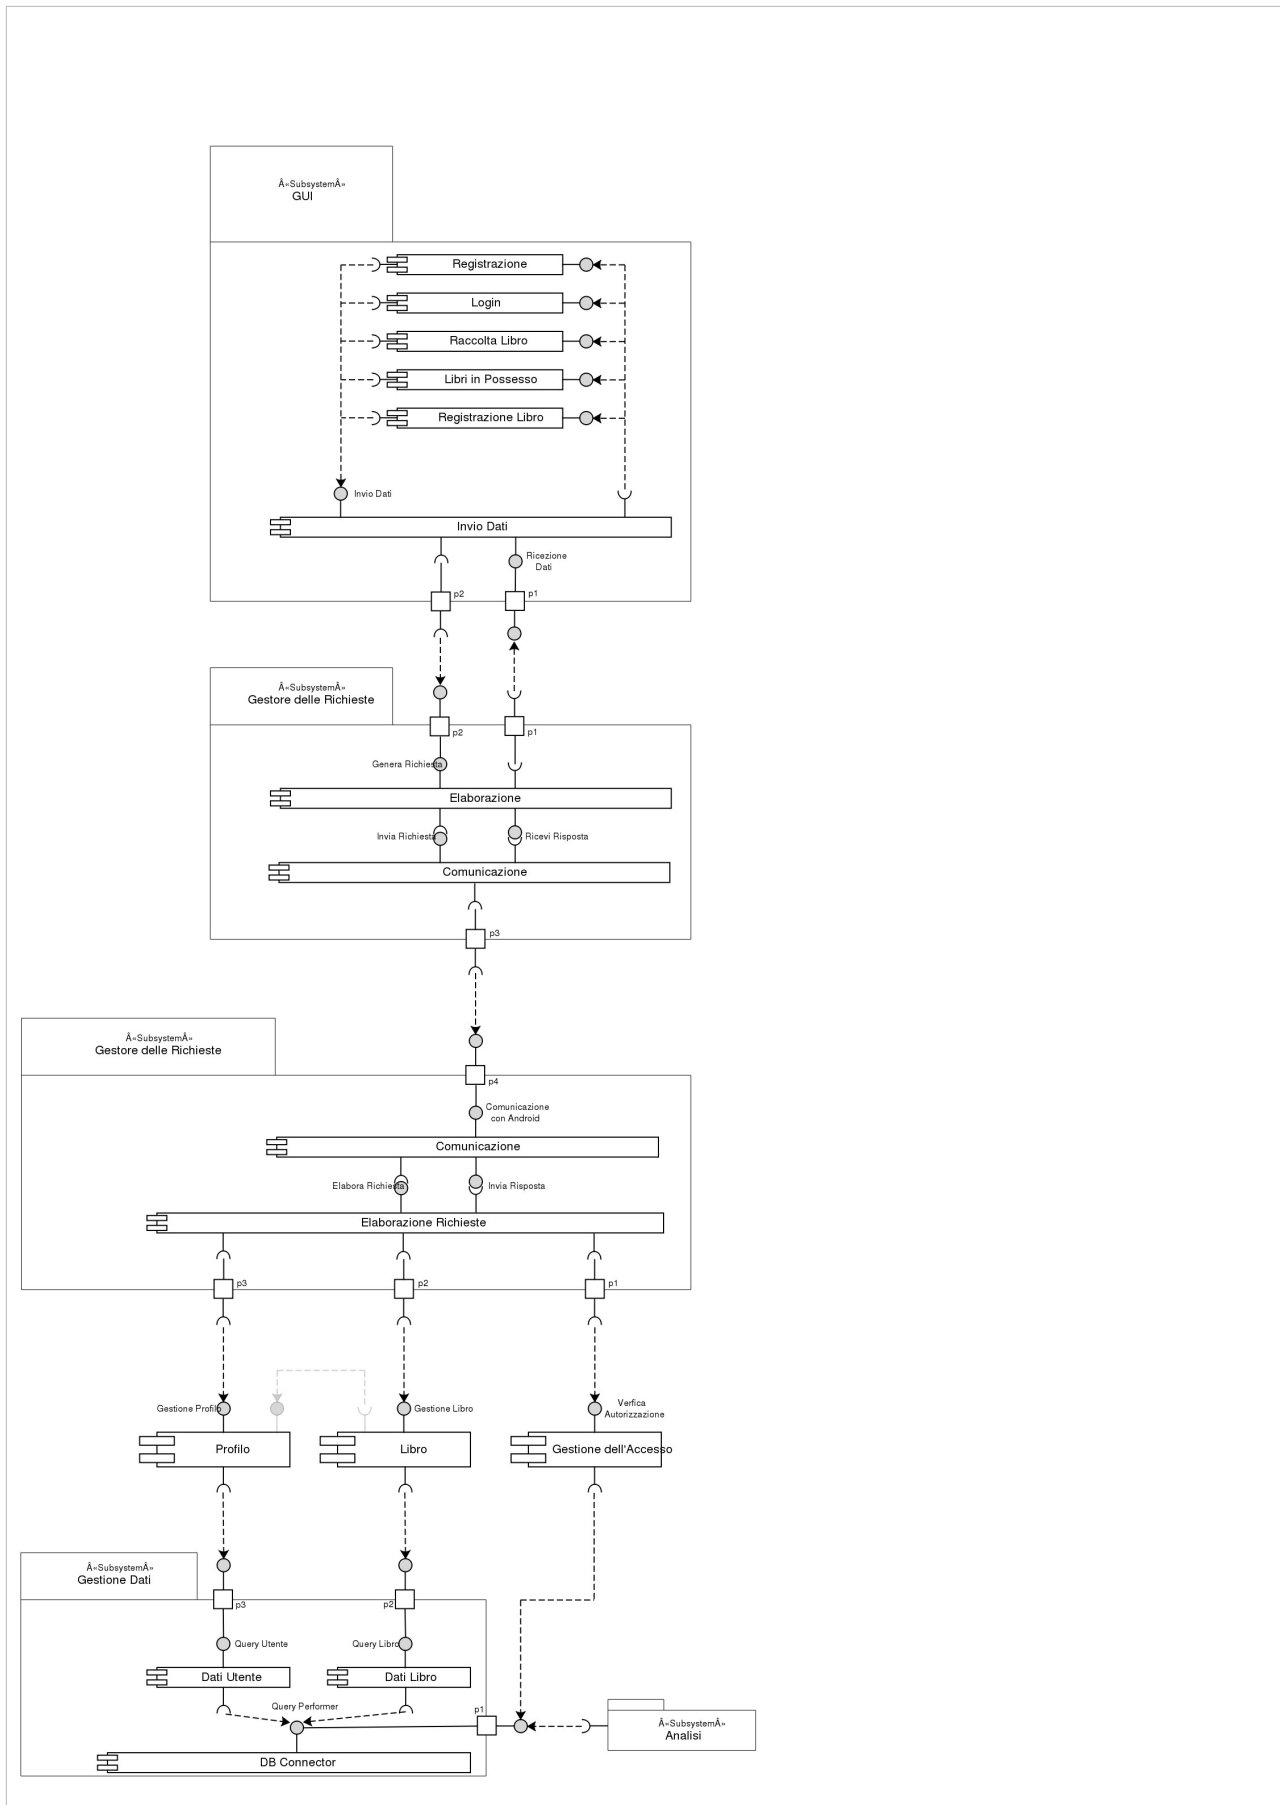 Â«SubsystemÂ»
GUI
Registrazione
Login
Raccolta Libro
Libri in Possesso
Registrazione Libro
Invio Dati
Invio Dati
Ricezione
Dati
p2
p1
Â«SubsystemÂ»
Gestore delle Richieste
p2
p1
Genera Richiesta
Elaborazione
Invia Richiesta
Ricevi Risposta
Comunicazione
p3
Â«SubsystemÂ»
Gestore delle Richieste
p4
Comunicazione
con Android
Comunicazione
Elabora Richiesta
Invia Risposta
Elaborazione Richieste
p3
p2
p1
Gestione Profilo
Gestione Libro
Verifica
Autorizzazione
Profilo
Libro
Gestione dell'Accesso
Â«SubsystemÂ»
Gestione Dati
p3
p2
Query Utente
Query Libro
Dati Utente
Dati Libro
Query Performer
p1
Â«SubsystemÂ»
Analisi
DB Connector